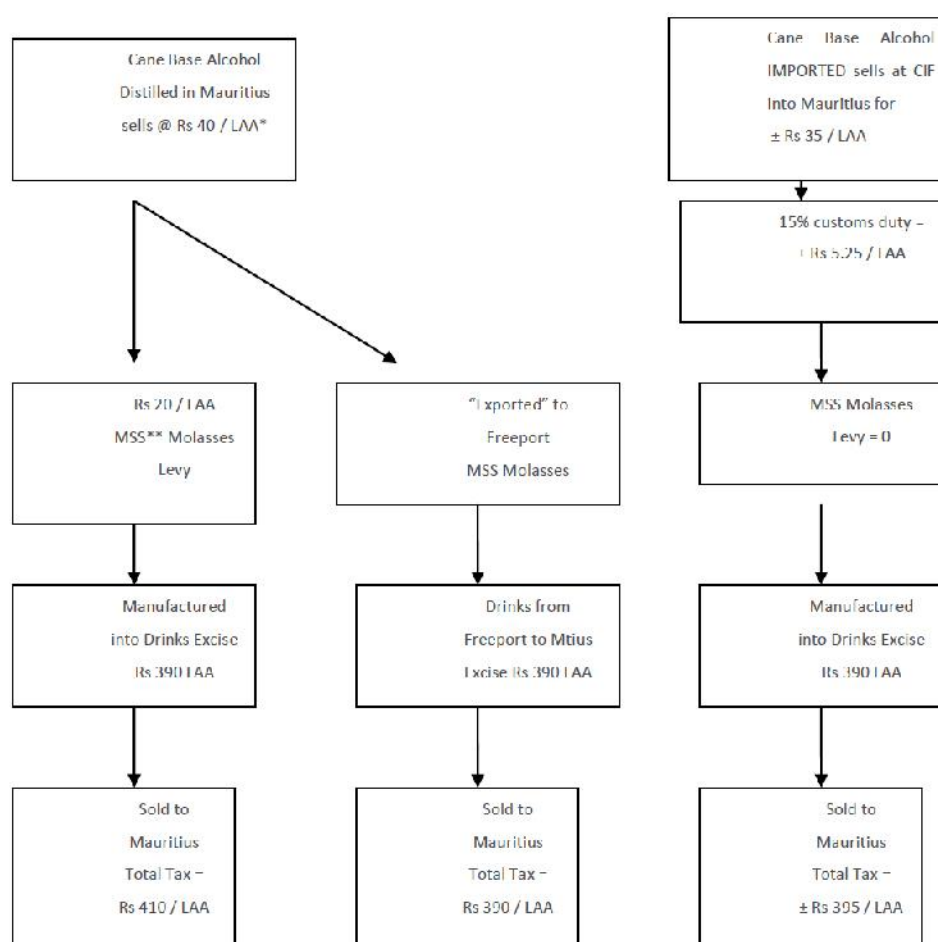 Cane Base Alcohol
Distilled in Mauritius
sells @ Rs 40 / LAA*
Cane Base Alcohol
IMPORTED sells at CIF
Into Mauritius for
± Rs 35 / LAA
15% customs duty =
± Rs 5.25 / LAA
Rs 20 / LAA
MSS** Molasses
Levy
"Exported" to
Freeport
MSS Molasses
MSS Molasses
Levy = 0
Manufactured
into Drinks Excise
Rs 390 LAA
Drinks from
Freeport to Mtius
Excise Rs 390 LAA
Manufactured
into Drinks Excise
Rs 390 LAA
Sold to
Mauritius
Total Tax =
Rs 410 / LAA
Sold to
Mauritius
Total Tax =
Rs 390 / LAA
Sold to
Mauritius
Total Tax =
± Rs 395 / LAA